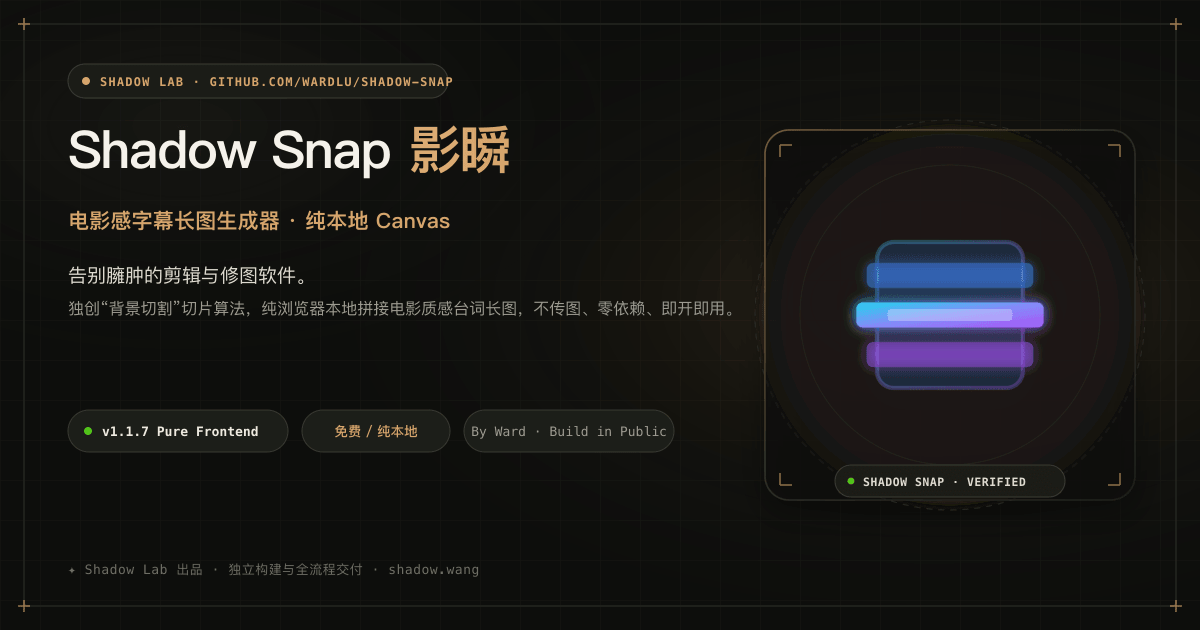 SHADOW LAB · GITHUB.COM/WARDLU/SHADOW-SNAP
Shadow Snap 影瞬
电影感字幕长图生成器 · 纯本地 Canvas
告别臃肿的剪辑与修图软件。
独创“背景切割”切片算法，纯浏览器本地拼接电影质感台词长图，不传图、零依赖、即开即用。
v1.1.7 Pure Frontend
免费 / 纯本地
By Ward · Build in Public
SHADOW SNAP · VERIFIED
✦ Shadow Lab 出品 · 独立构建与全流程交付 · shadow.wang